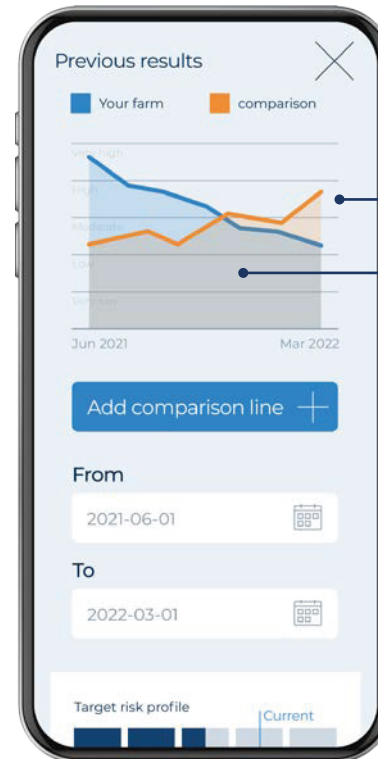 Previous results
Your farm comparison
Very high
High
Moderate
Low
Very low
Jun 2021 Mar 2022
Add comparison line
From
2021-06-01
To
2022-03-01
Target risk profile
Current